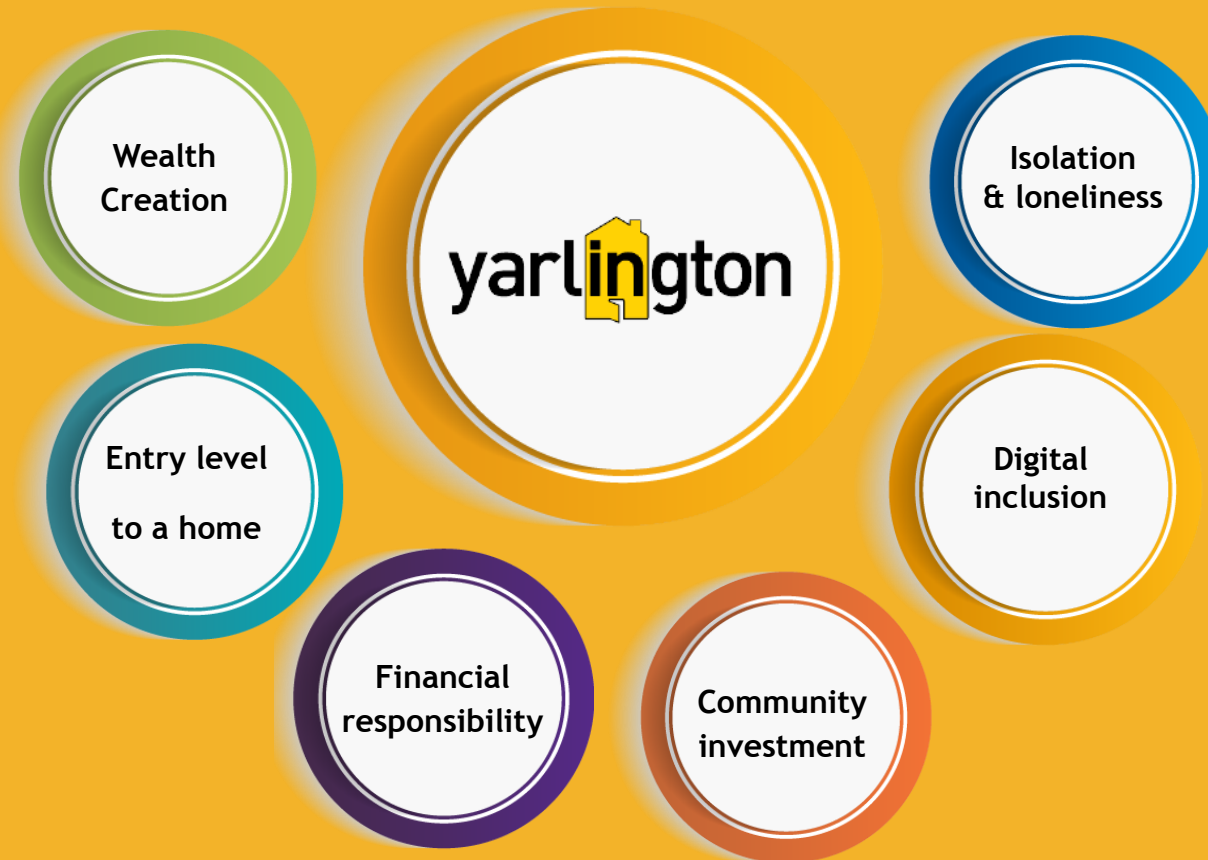 Wealth
Creation
yarlington
Isolation
& loneliness
Entry level
to a home
Digital
inclusion
Financial
responsibility
Community
investment